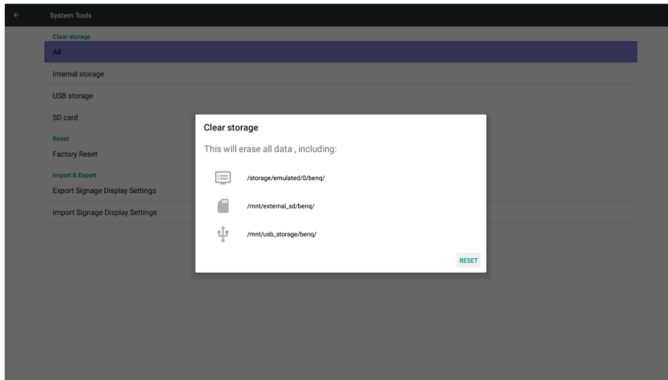 System Tools
Clear storage
All
Internal storage
USB storage
SD card
Reset
Factory Reset
Import & Export
Export Signage Display Settings
Import Signage Display Settings
Clear storage
This will erase all data , including:
/storage/emulated/0/benq/
/mnt/external_sd/benq/
/mnt/usb_storage/benq/
RESET